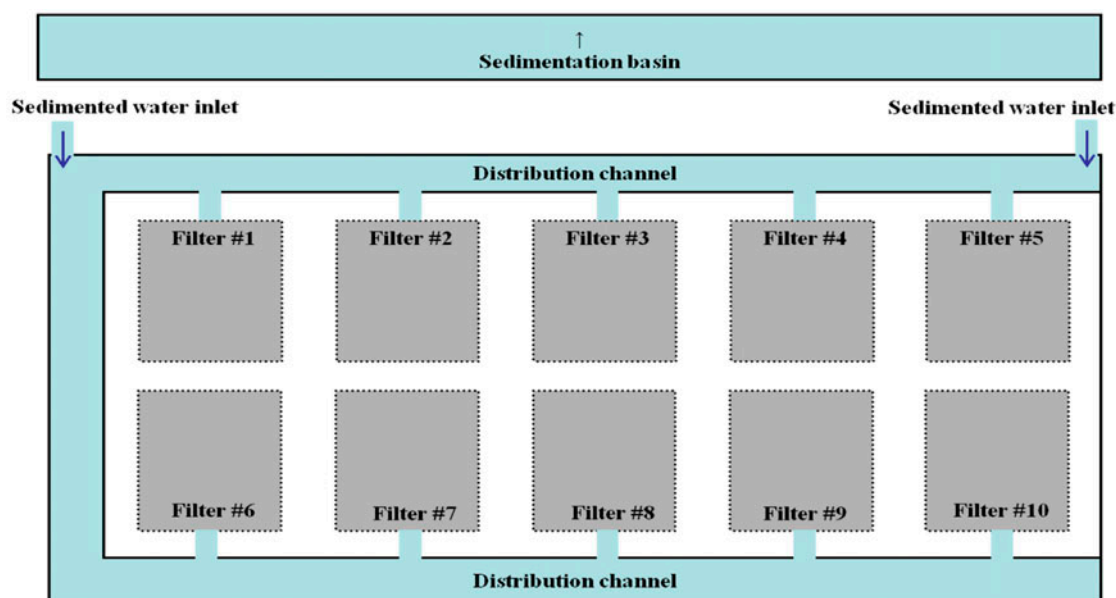 ↑
Sedimentation basin
Sedimented water inlet
Sedimented water inlet
Distribution channel
Filter #1
Filter #2
Filter #3
Filter #4
Filter #5
Filter #6
Filter #7
Filter #8
Filter #9
Filter #10
Distribution channel